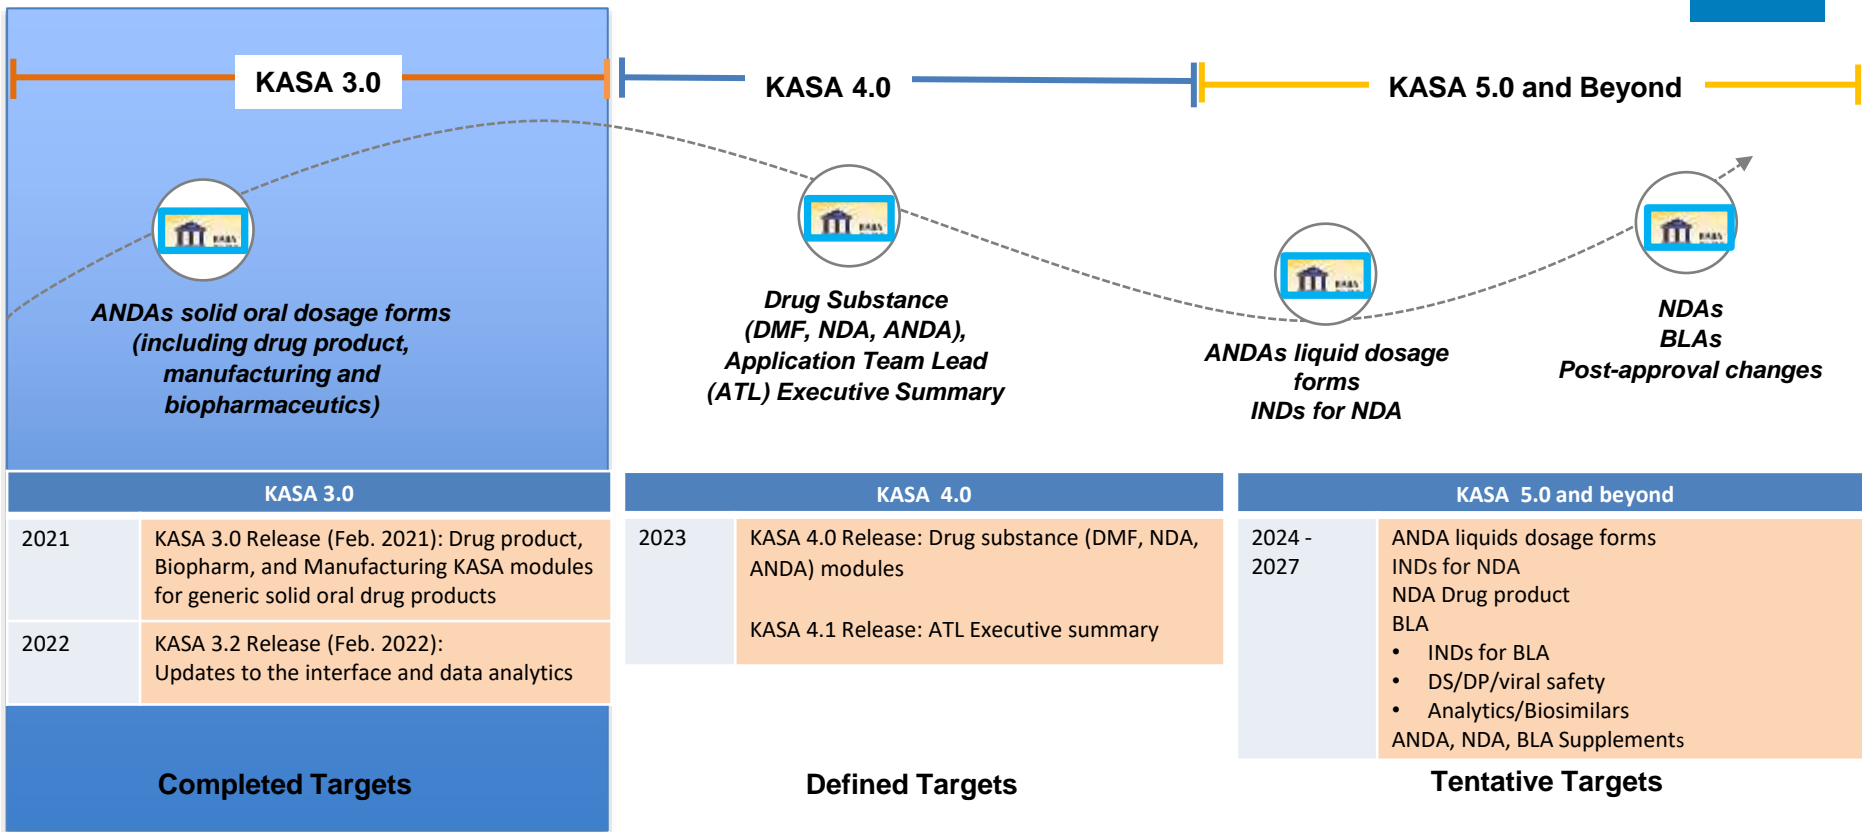 KASA 3.0
KASA 4.0
KASA 5.0 and Beyond
ANDAs solid oral dosage forms
(including drug product,
manufacturing and
biopharmaceutics)
Drug Substance
(DMF, NDA, ANDA),
Application Team Lead
(ATL) Executive Summary
ANDAs liquid dosage
forms
INDs for NDA
NDAs
BLAs
Post-approval changes
KASA 3.0
2021
KASA 3.0 Release (Feb. 2021): Drug product,
Biopharm, and Manufacturing KASA modules
for generic solid oral drug products
2022
KASA 3.2 Release (Feb. 2022):
Updates to the interface and data analytics
Completed Targets
KASA 4.0
2023
KASA 4.0 Release: Drug substance (DMF, NDA,
ANDA) modules
KASA 4.1 Release: ATL Executive summary
Defined Targets
KASA 5.0 and beyond
2024 -
2027
ANDA liquids dosage forms
INDs for NDA
NDA Drug product
BLA
• INDs for BLA
• DS/DP/viral safety
• Analytics/Biosimilars
ANDA, NDA, BLA Supplements
Tentative Targets